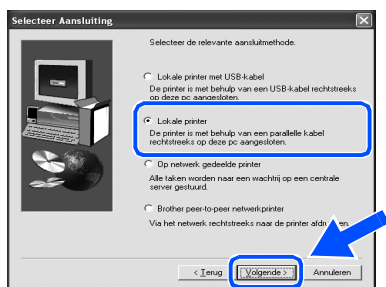 Selecteer Aansluiting
Selecteer de relevante aansluitmethode.
Lokale printer met USB-kabel
De printer is met behulp van een USB-kabel rechtstreeks
op deze pc aangesloten.
Lokale printer
De printer is met behulp van een parallelle kabel
rechtstreeks op deze pc aangesloten.
Op netwerk gedeelde printer
Alle taken worden naar een wachtrij op een centrale
server gestuurd.
Brother peer-to-peer netwerkprinter
Via het netwerk rechtstreeks naar de printer
< Terug
Volgende >
Annuleren